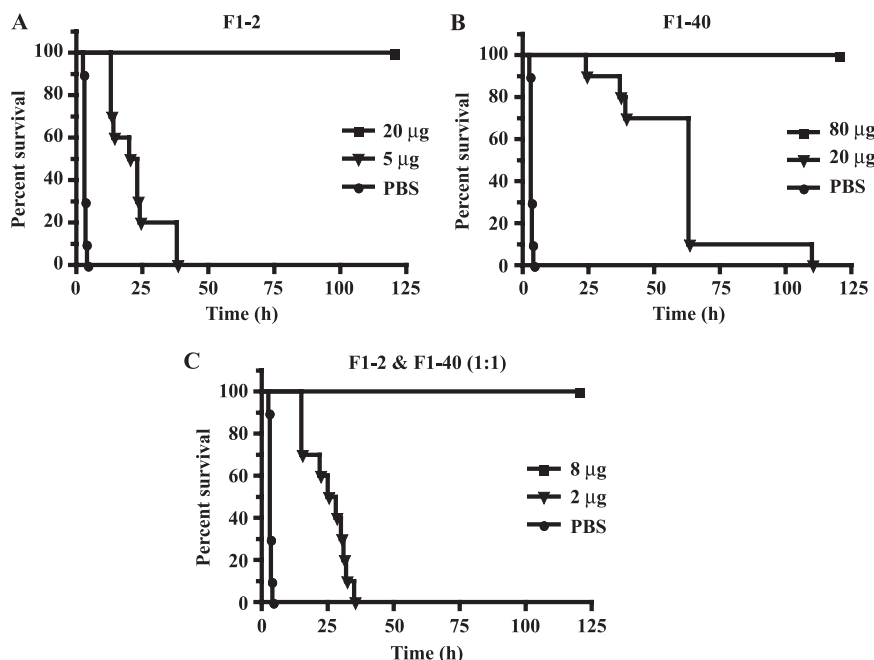 A
F1-2
100
80
60
40
20
0
Percent survival
20 μg
5 μg
PBS
0 25 50 75 100 125
Time (h)
B
F1-40
100
80
60
40
20
0
Percent survival
80 μg
20 μg
PBS
0 25 50 75 100 125
Time (h)
C
F1-2 & F1-40 (1:1)
100
80
60
40
20
0
Percent survival
8 μg
2 μg
PBS
0 25 50 75 100 125
Time (h)